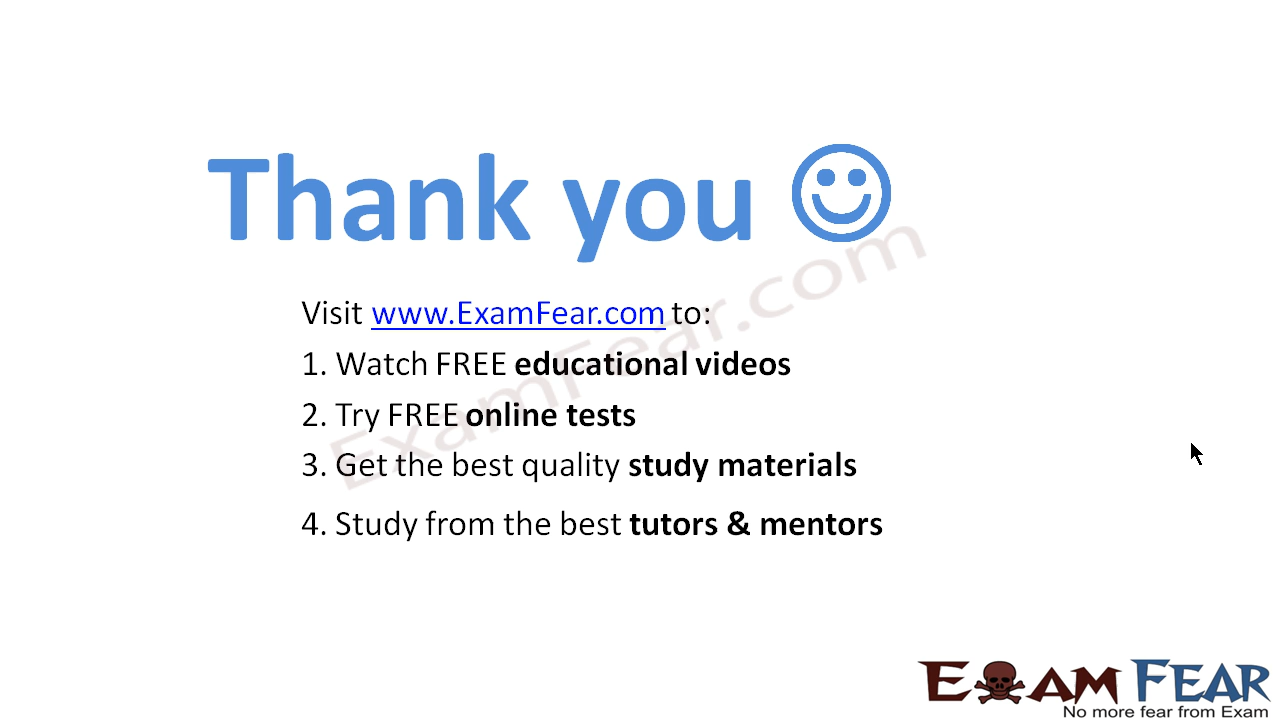 Thank you
Visit www.ExamFear.com to:
1. Watch FREE educational videos
2. Try FREE online tests
3. Get the best quality study materials
4. Study from the best tutors & mentors
ExamFear.com
EXAM FEAR
No more fear from Exam